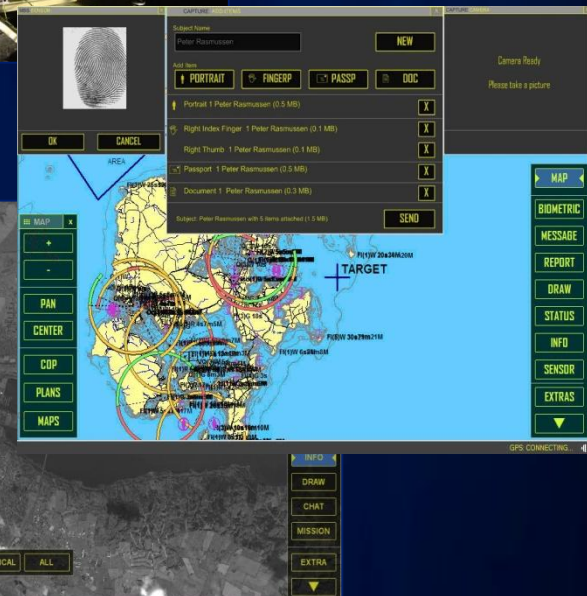 Subject Name
Peter Rasmussen
NEW
Add Item
PORTRAIT
FINGERP
PASSP
DOC
Portrait 1 Peter Rasmussen (0.5 MB)
X
Right Index Finger 1 Peter Rasmussen (0.1 MB)
X
Right Thumb 1 Peter Rasmussen (0.1 MB)
X
Passport 1 Peter Rasmussen (0.5 MB)
X
Document 1 Peter Rasmussen (0.3 MB)
X
Subject: Peter Rasmussen with 5 items attached (1.5 MB)
SEND
OK
CANCEL
Camera Ready
Please take a picture
AREA
TARGET
MAP
X
+
-
PAN
CENTER
COP
PLANS
MAPS
MAP
BIOMETRIC
MESSAGE
REPORT
DRAW
STATUS
INFO
SENSOR
EXTRAS
GPS: CONNECTING...
INFO
DRAW
CHAT
MISSION
EXTRA
ALL